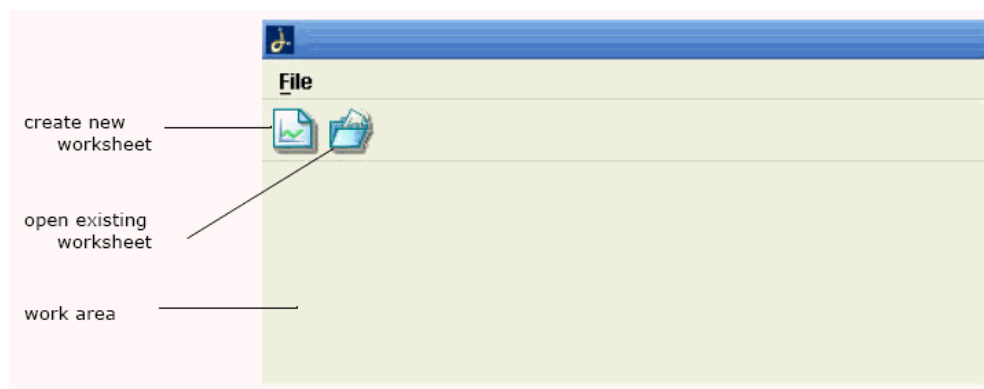 File
create new
worksheet
open existing
worksheet
work area